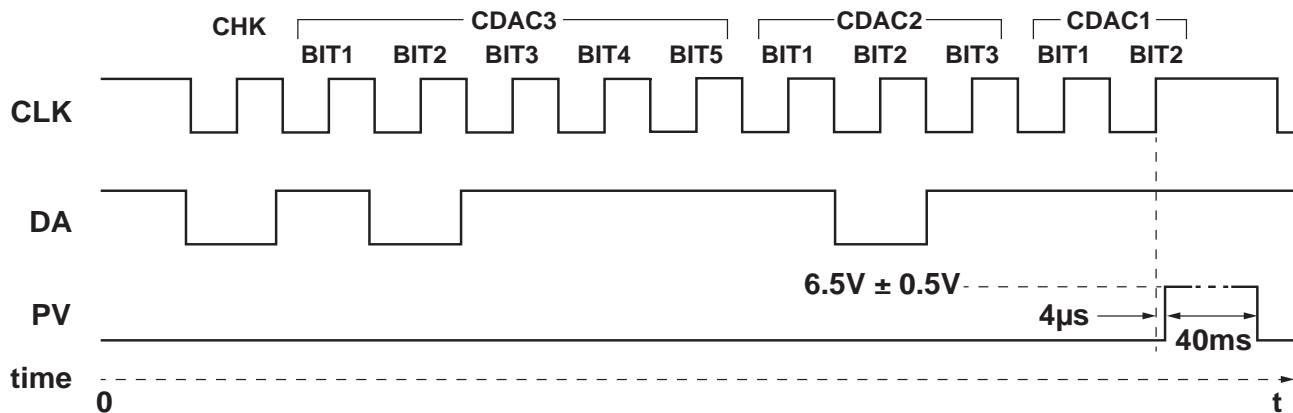 CHK CDAC3 CDAC2 CDAC1
BIT1 BIT2 BIT3 BIT4 BIT5 BIT1 BIT2 BIT3 BIT1 BIT2
CLK
DA
6.5V ± 0.5V
PV
4µs
40ms
time
0 t